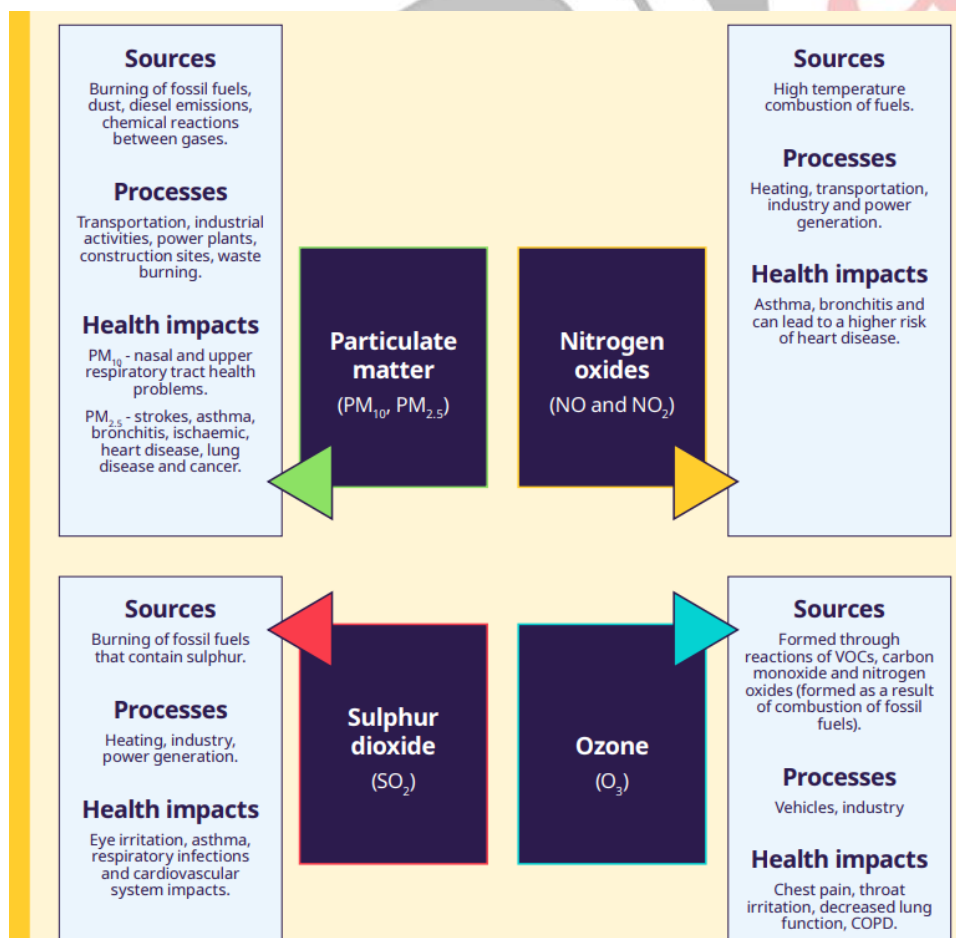 Sources
Burning of fossil fuels,
dust, diesel emissions,
chemical reactions
between gases.
Processes
Transportation, industrial
activities, power plants,
construction sites, waste
burning.
Health impacts
PM₁₀ - nasal and upper
respiratory tract health
problems.
PM₂.₅ - strokes, asthma,
bronchitis, ischaemic,
heart disease, lung
disease and cancer.
Particulate
matter
(PM₁₀, PM₂.₅)
Nitrogen
oxides
(NO and NO₂)
Sources
High temperature
combustion of fuels.
Processes
Heating, transportation,
industry and power
generation.
Health impacts
Asthma, bronchitis and
can lead to a higher risk
of heart disease.
Sources
Burning of fossil fuels
that contain sulphur.
Processes
Heating, industry,
power generation.
Health impacts
Eye irritation, asthma,
respiratory infections
and cardiovascular
system impacts.
Sulphur
dioxide
(SO₂)
Ozone
(O₃)
Sources
Formed through
reactions of VOCs, carbon
monoxide and nitrogen
oxides (formed as a result
of combustion of fossil
fuels).
Processes
Vehicles, industry
Health impacts
Chest pain, throat
irritation, decreased lung
function, COPD.